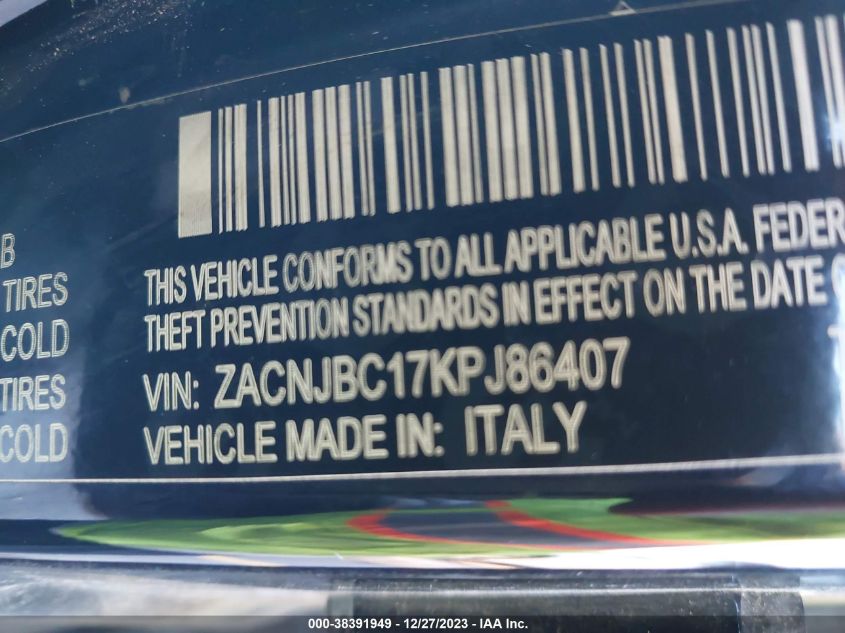 B
TIRES
COLD
TIRES
COLD
THIS VEHICLE CONFORMS TO ALL APPLICABLE U.S.A. FEDER
THEFT PREVENTION STANDARDS IN EFFECT ON THE DATE
VIN: ZACNJBC17KPJ86407
VEHICLE MADE IN: ITALY
000-38391949 — 12/27/2023 — IAA Inc.